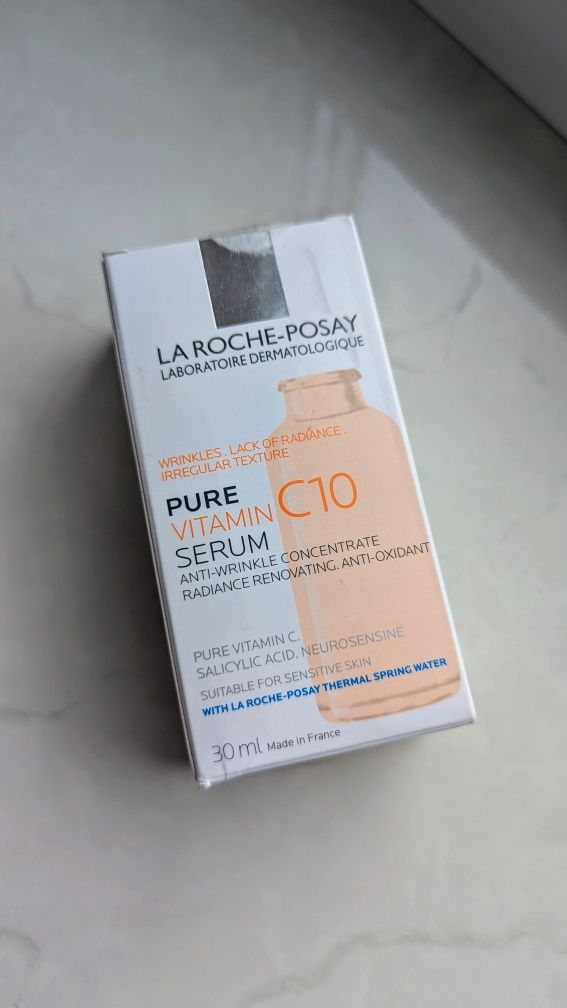 LA ROCHE-POSAY
LABORATOIRE DERMATOLOGIQUE
WRINKLES. LACK OF RADIANCE.
IRREGULAR TEXTURE
PURE
VITAMIN C10
SERUM
ANTI-WRINKLE CONCENTRATE
RADIANCE RENOVATING. ANTI-OXIDANT
PURE VITAMIN C.
SALICYLIC ACID. NEUROSENSINE
SUITABLE FOR SENSITIVE SKIN
WITH LA ROCHE-POSAY THERMAL SPRING WATER
30 ml Made in France